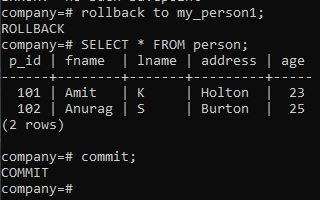 company=# rollback to my_person1;
ROLLBACK
company=# SELECT * FROM person;
 p_id | fname  | lname | address | age
------+--------+-------+---------+-----
  101 | Amit   | K     | Holton  |  23
  102 | Anurag | S     | Burton  |  25
(2 rows)
company=# commit;
COMMIT
company=#